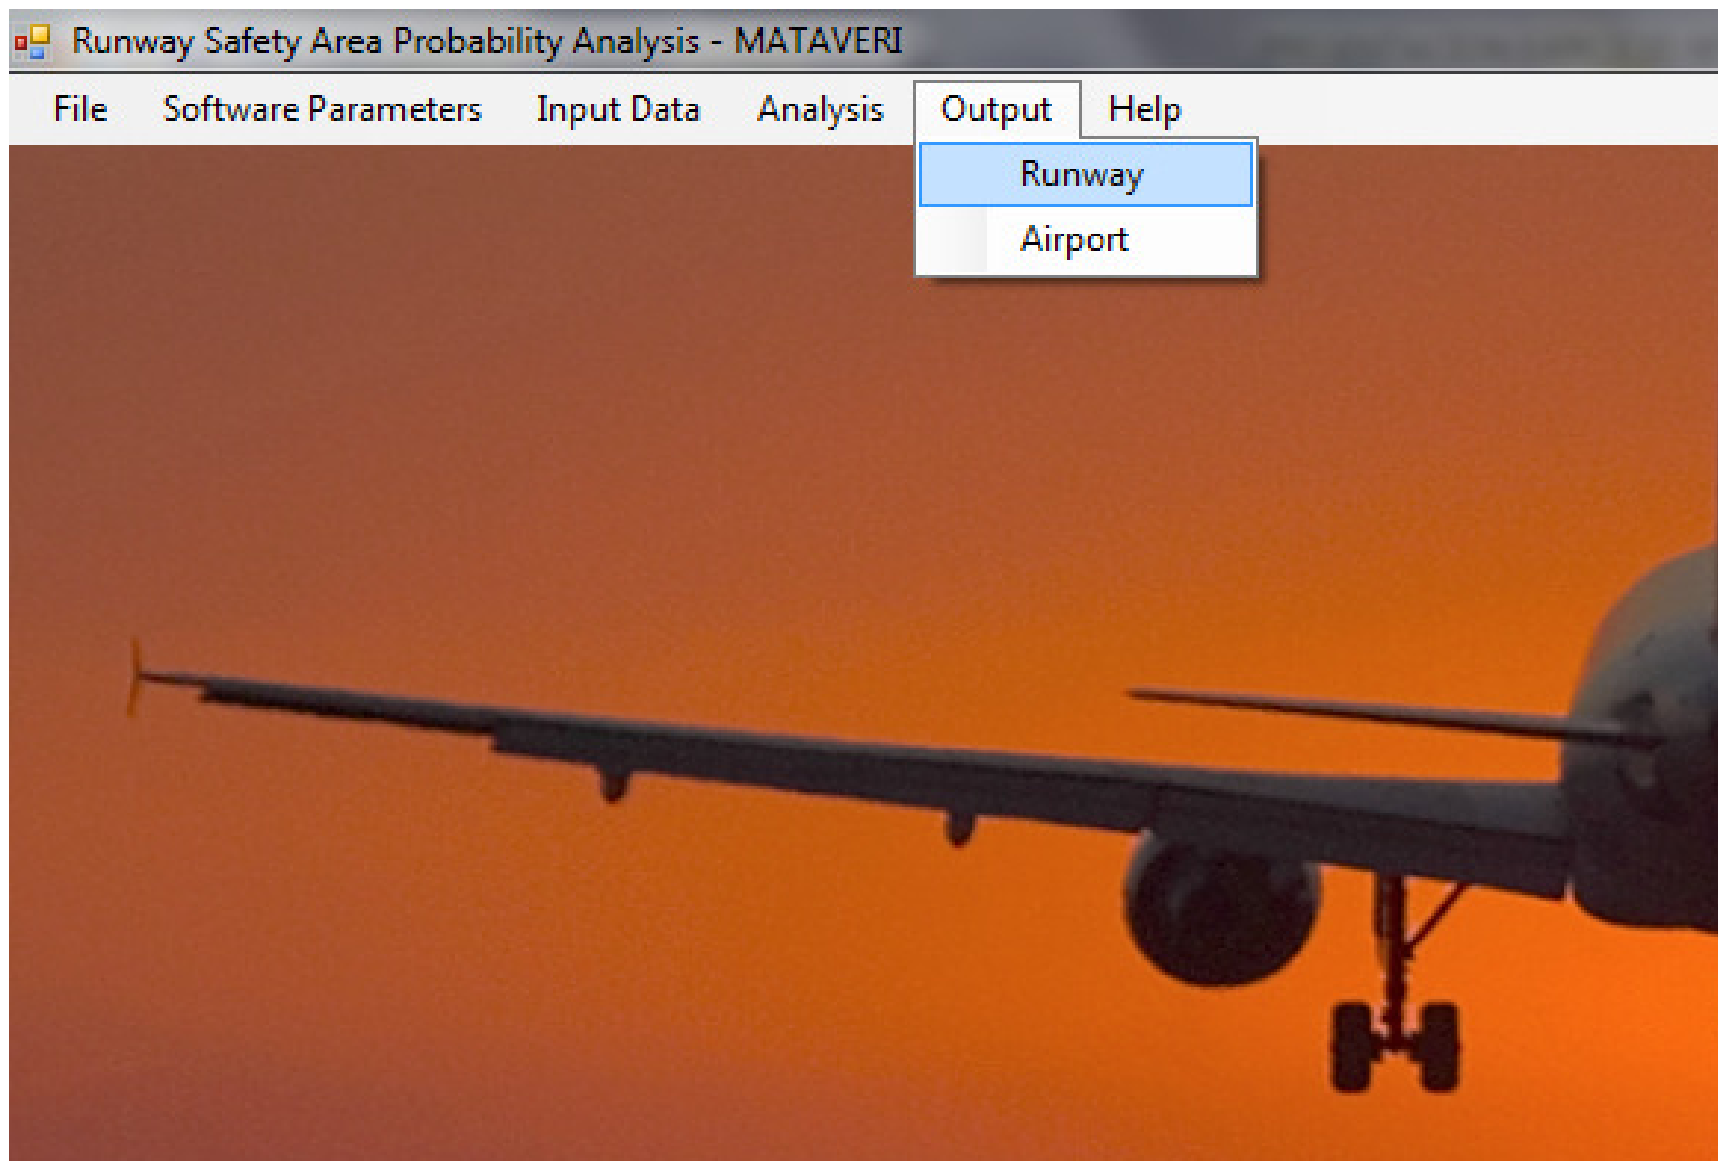 Runway Safety Area Probability Analysis - MATAVERI
File Software Parameters Input Data Analysis Output Help
Runway
Airport